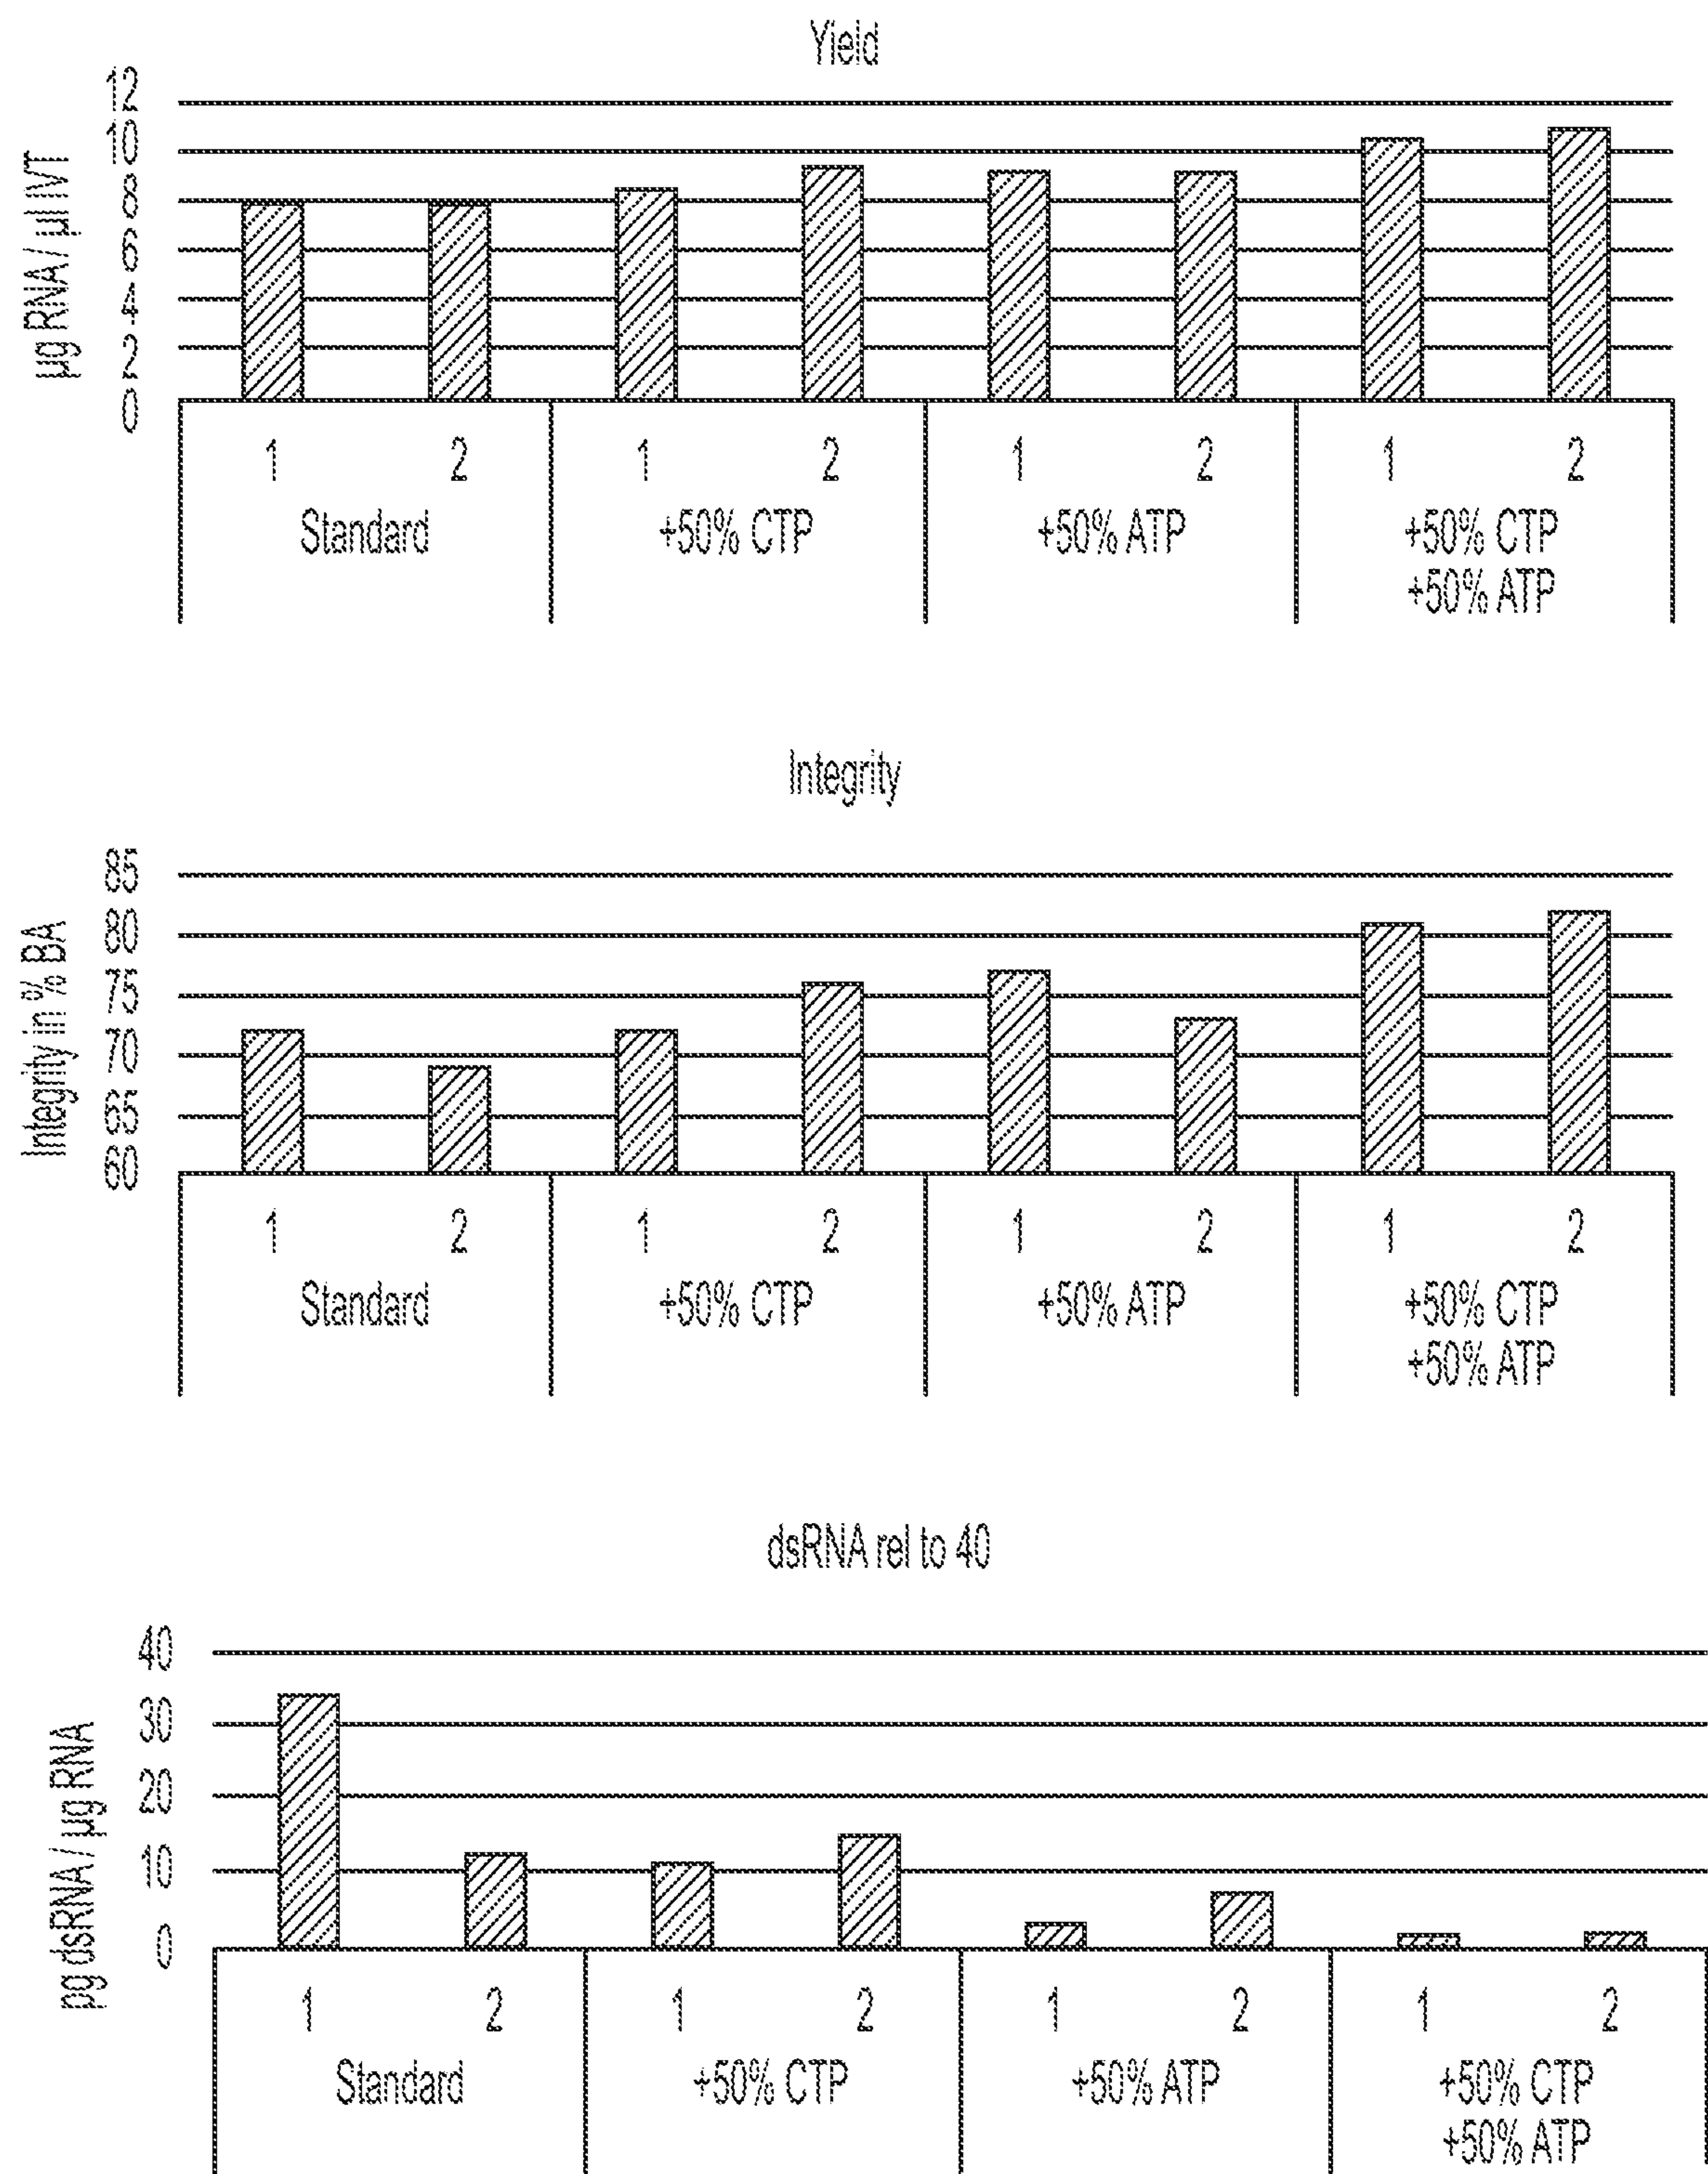 Yield
µg RNA / µl IVT
12
10
8
6
4
2
0
1 2 1 2 1 2 1 2
Standard +50% CTP +50% ATP +50% CTP
+50% ATP
Integrity
Integrity in % BA
85
80
75
70
65
60
1 2 1 2 1 2 1 2
Standard +50% CTP +50% ATP +50% CTP
+50% ATP
dsRNA rel to 40
pg dsRNA / µg RNA
40
30
20
10
0
1 2 1 2 1 2 1 2
Standard +50% CTP +50% ATP +50% CTP
+50% ATP